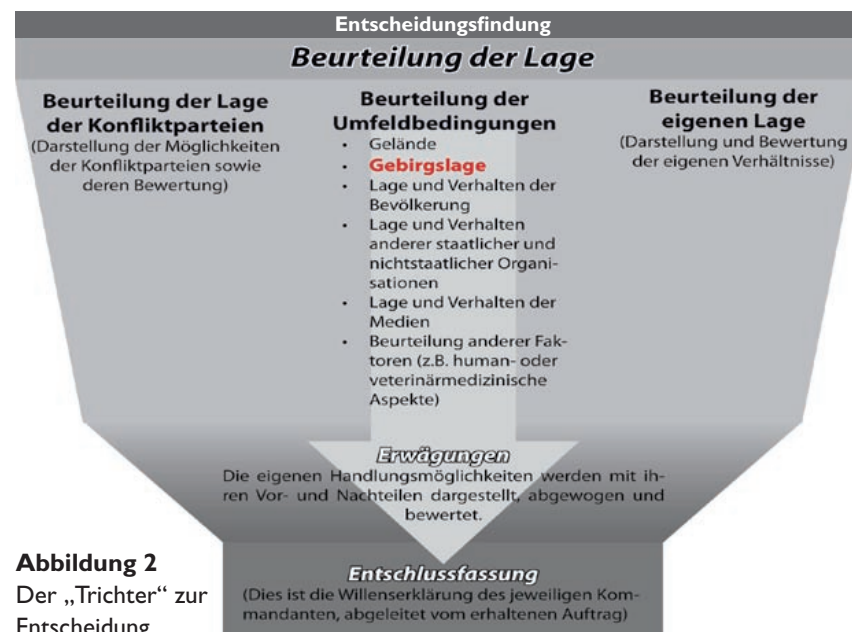 Entscheidungsfindung
Beurteilung der Lage
Beurteilung der Lage
der Konfliktparteien
(Darstellung der Möglichkeiten
der Konfliktparteien sowie
deren Bewertung)
Beurteilung der
Umfeldbedingungen
• Gelände
• Gebirgslage
• Lage und Verhalten der
Bevölkerung
• Lage und Verhalten
anderer staatlicher und
nichtstaatlicher Organi-
sationen
• Lage und Verhalten der
Medien
• Beurteilung anderer Fak-
toren (z.B. human- oder
veterinärmedizinische
Aspekte)
Beurteilung der
eigenen Lage
(Darstellung und Bewertung
der eigenen Verhältnisse)
Erwägungen
Die eigenen Handlungsmöglichkeiten werden mit ih-
ren Vor- und Nachteilen dargestellt, abgewogen und
bewertet.
Entschlussfassung
(Dies ist die Willenserklärung des jeweiligen Kom-
mandanten, abgeleitet vom erhaltenen Auftrag)
Abbildung 2
Der „Trichter“ zur
Entscheidung